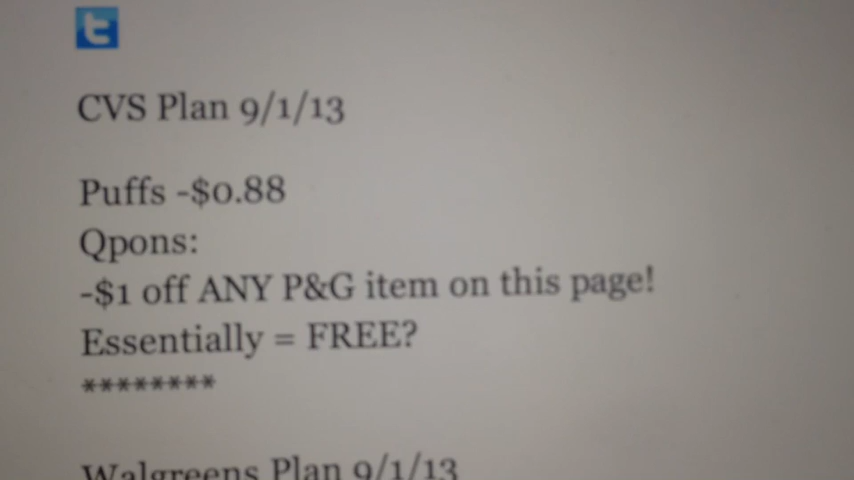 CVS Plan 9/1/13
Puffs -$0.88
Qpons:
-$1 off ANY P&G item on this page!
Essentially = FREE?
********
Walgreens Plan 9/1/13